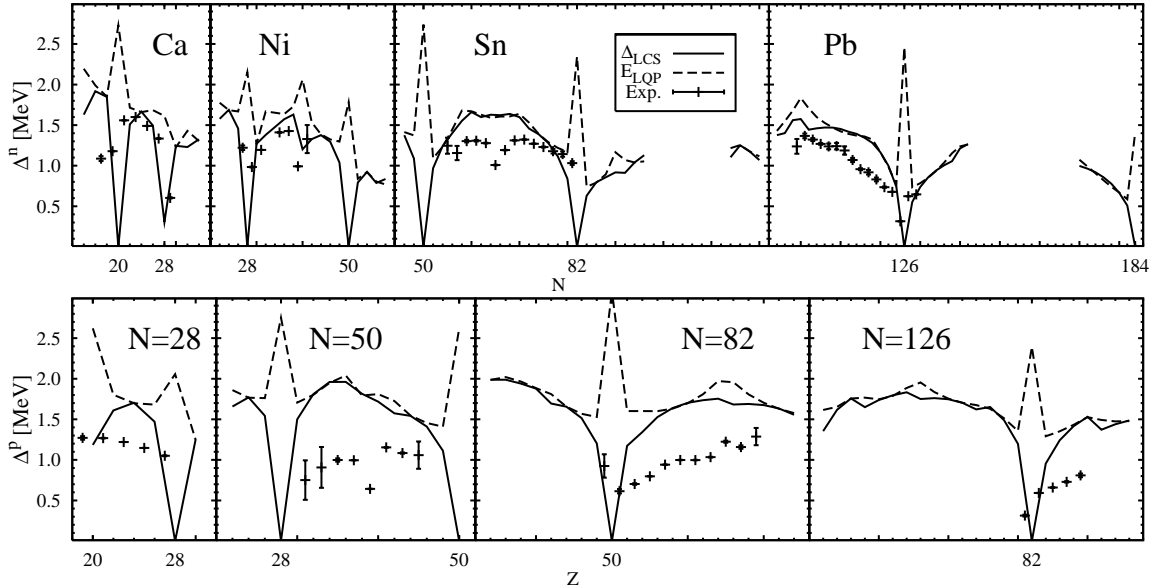 Ca Ni Sn Pb
Δ_LCS
E_LQP
Exp.
Δ^n [MeV]
2.5
2.0
1.5
1.0
0.5
20 28 28 50 50 82 126 184
N
N=28 N=50 N=82 N=126
Δ^p [MeV]
2.5
2.0
1.5
1.0
0.5
20 28 28 50 50 82
Z